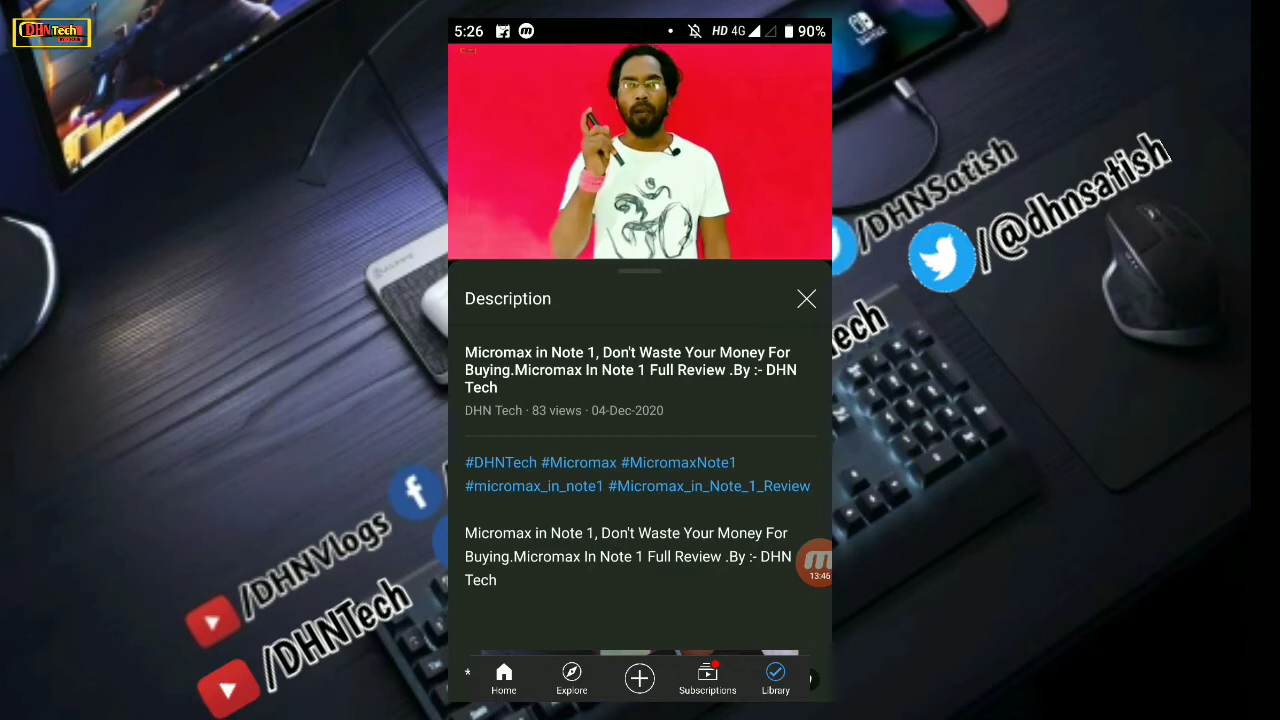 DHN Tech
5:26
HD 4G 90%
Description
Micromax in Note 1, Don't Waste Your Money For
Buying.Micromax In Note 1 Full Review .By :- DHN
Tech
DHN Tech · 83 views · 04-Dec-2020
#DHNTech #Micromax #MicromaxNote1
#micromax_in_note1 #Micromax_in_Note_1_Review
Micromax in Note 1, Don't Waste Your Money For
Buying.Micromax In Note 1 Full Review .By :- DHN
Tech
13:46
*
Home
Explore
Subscriptions
Library
/DHNSatish
/@dhnsatish
ech
/DHNVlogs
/DHNTech